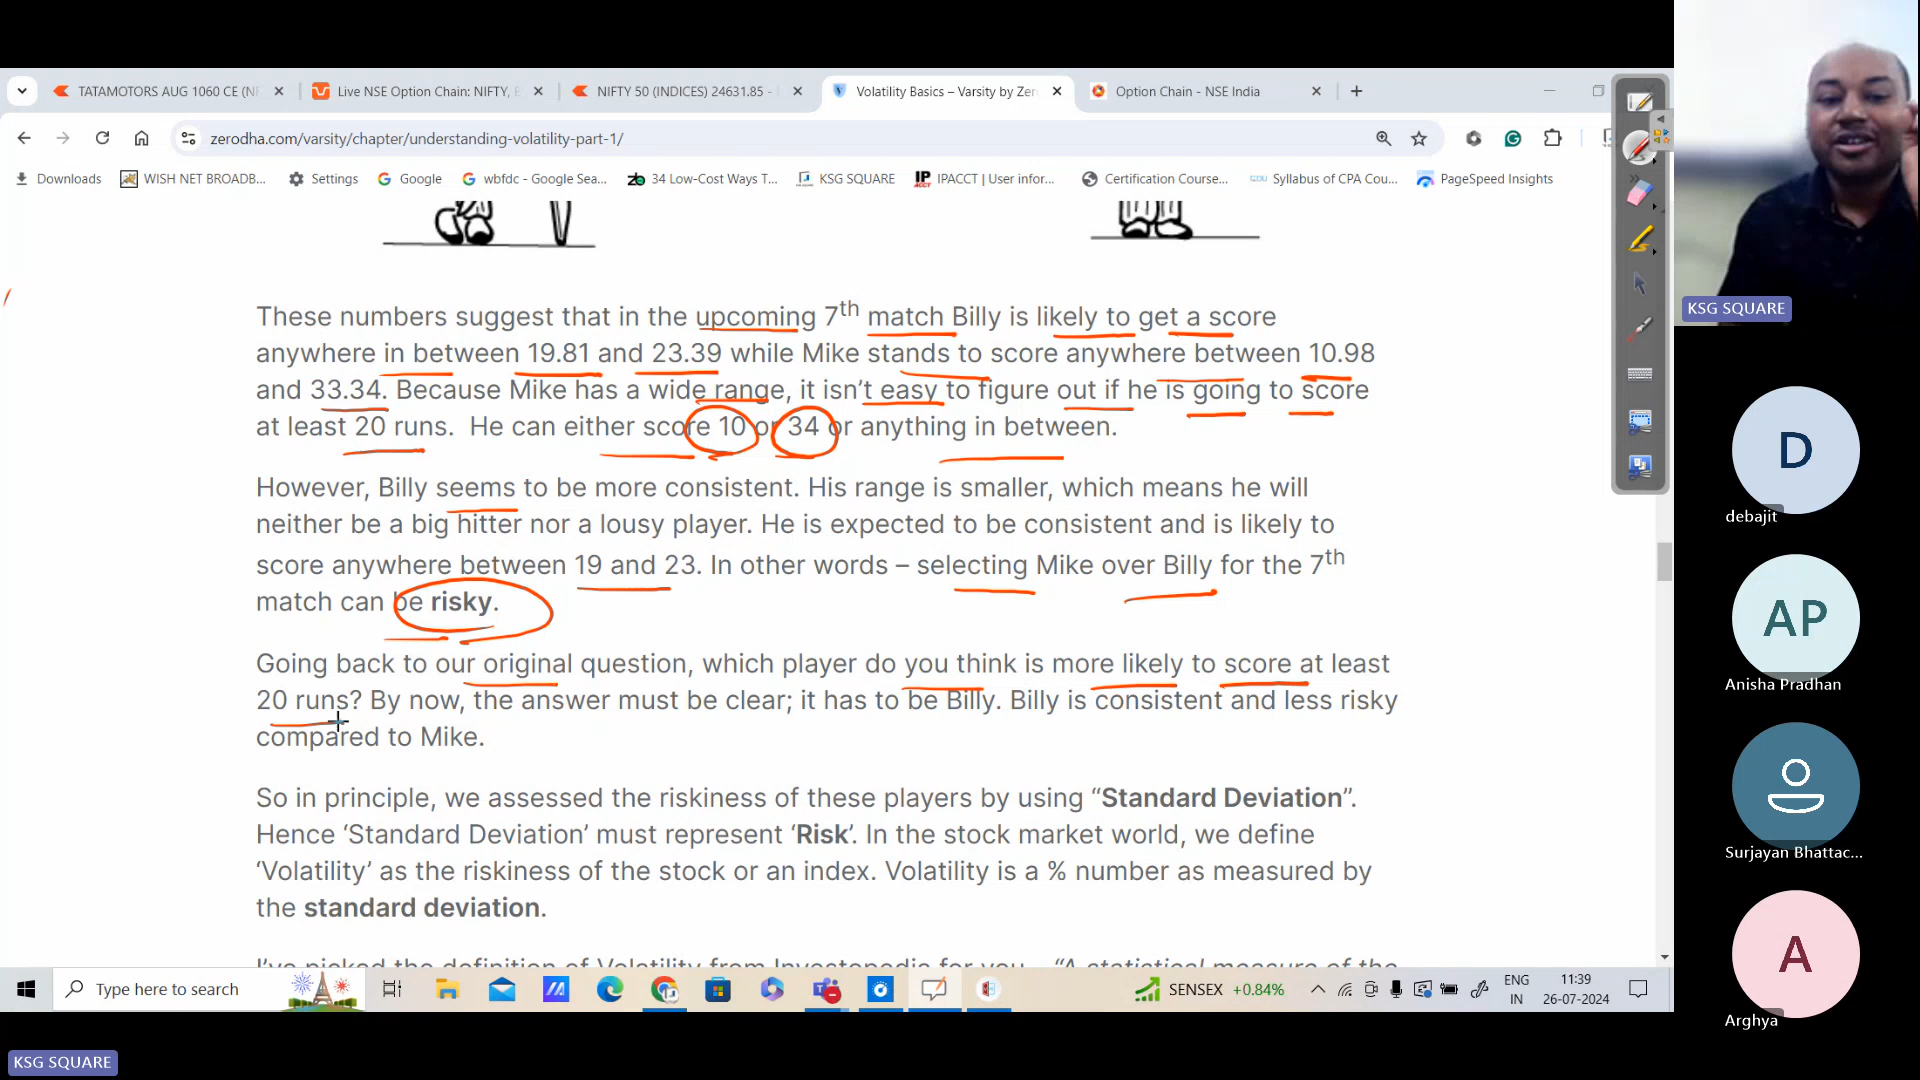 TATAMOTORS AUG 1060 CE (NF
Live NSE Option Chain: NIFTY, B
NIFTY 50 (INDICES) 24631.85 -
Volatility Basics – Varsity by Zer
Option Chain - NSE India
zerodha.com/varsity/chapter/understanding-volatility-part-1/
Downloads
WISH NET BROADB...
Settings
Google
wbfdc - Google Sea...
34 Low-Cost Ways T...
KSG SQUARE
IPACCT | User infor...
Certification Course...
Syllabus of CPA Cou...
PageSpeed Insights
These numbers suggest that in the upcoming 7th match Billy is likely to get a score
anywhere in between 19.81 and 23.39 while Mike stands to score anywhere between 10.98
and 33.34. Because Mike has a wide range, it isn't easy to figure out if he is going to score
at least 20 runs. He can either score 10 or 34 or anything in between.
However, Billy seems to be more consistent. His range is smaller, which means he will
neither be a big hitter nor a lousy player. He is expected to be consistent and is likely to
score anywhere between 19 and 23. In other words – selecting Mike over Billy for the 7th
match can be risky.
Going back to our original question, which player do you think is more likely to score at least
20 runs? By now, the answer must be clear; it has to be Billy. Billy is consistent and less risky
compared to Mike.
So in principle, we assessed the riskiness of these players by using “Standard Deviation”.
Hence ‘Standard Deviation’ must represent ‘Risk’. In the stock market world, we define
‘Volatility’ as the riskiness of the stock or an index. Volatility is a % number as measured by
the standard deviation.
I've picked the definition of Volatility from Investopedia for you – “A statistical measure of the
Type here to search
SENSEX +0.84%
ENG
IN
11:39
26-07-2024
KSG SQUARE
KSG SQUARE
D
debajit
AP
Anisha Pradhan
Surjayan Bhattac...
A
Arghya